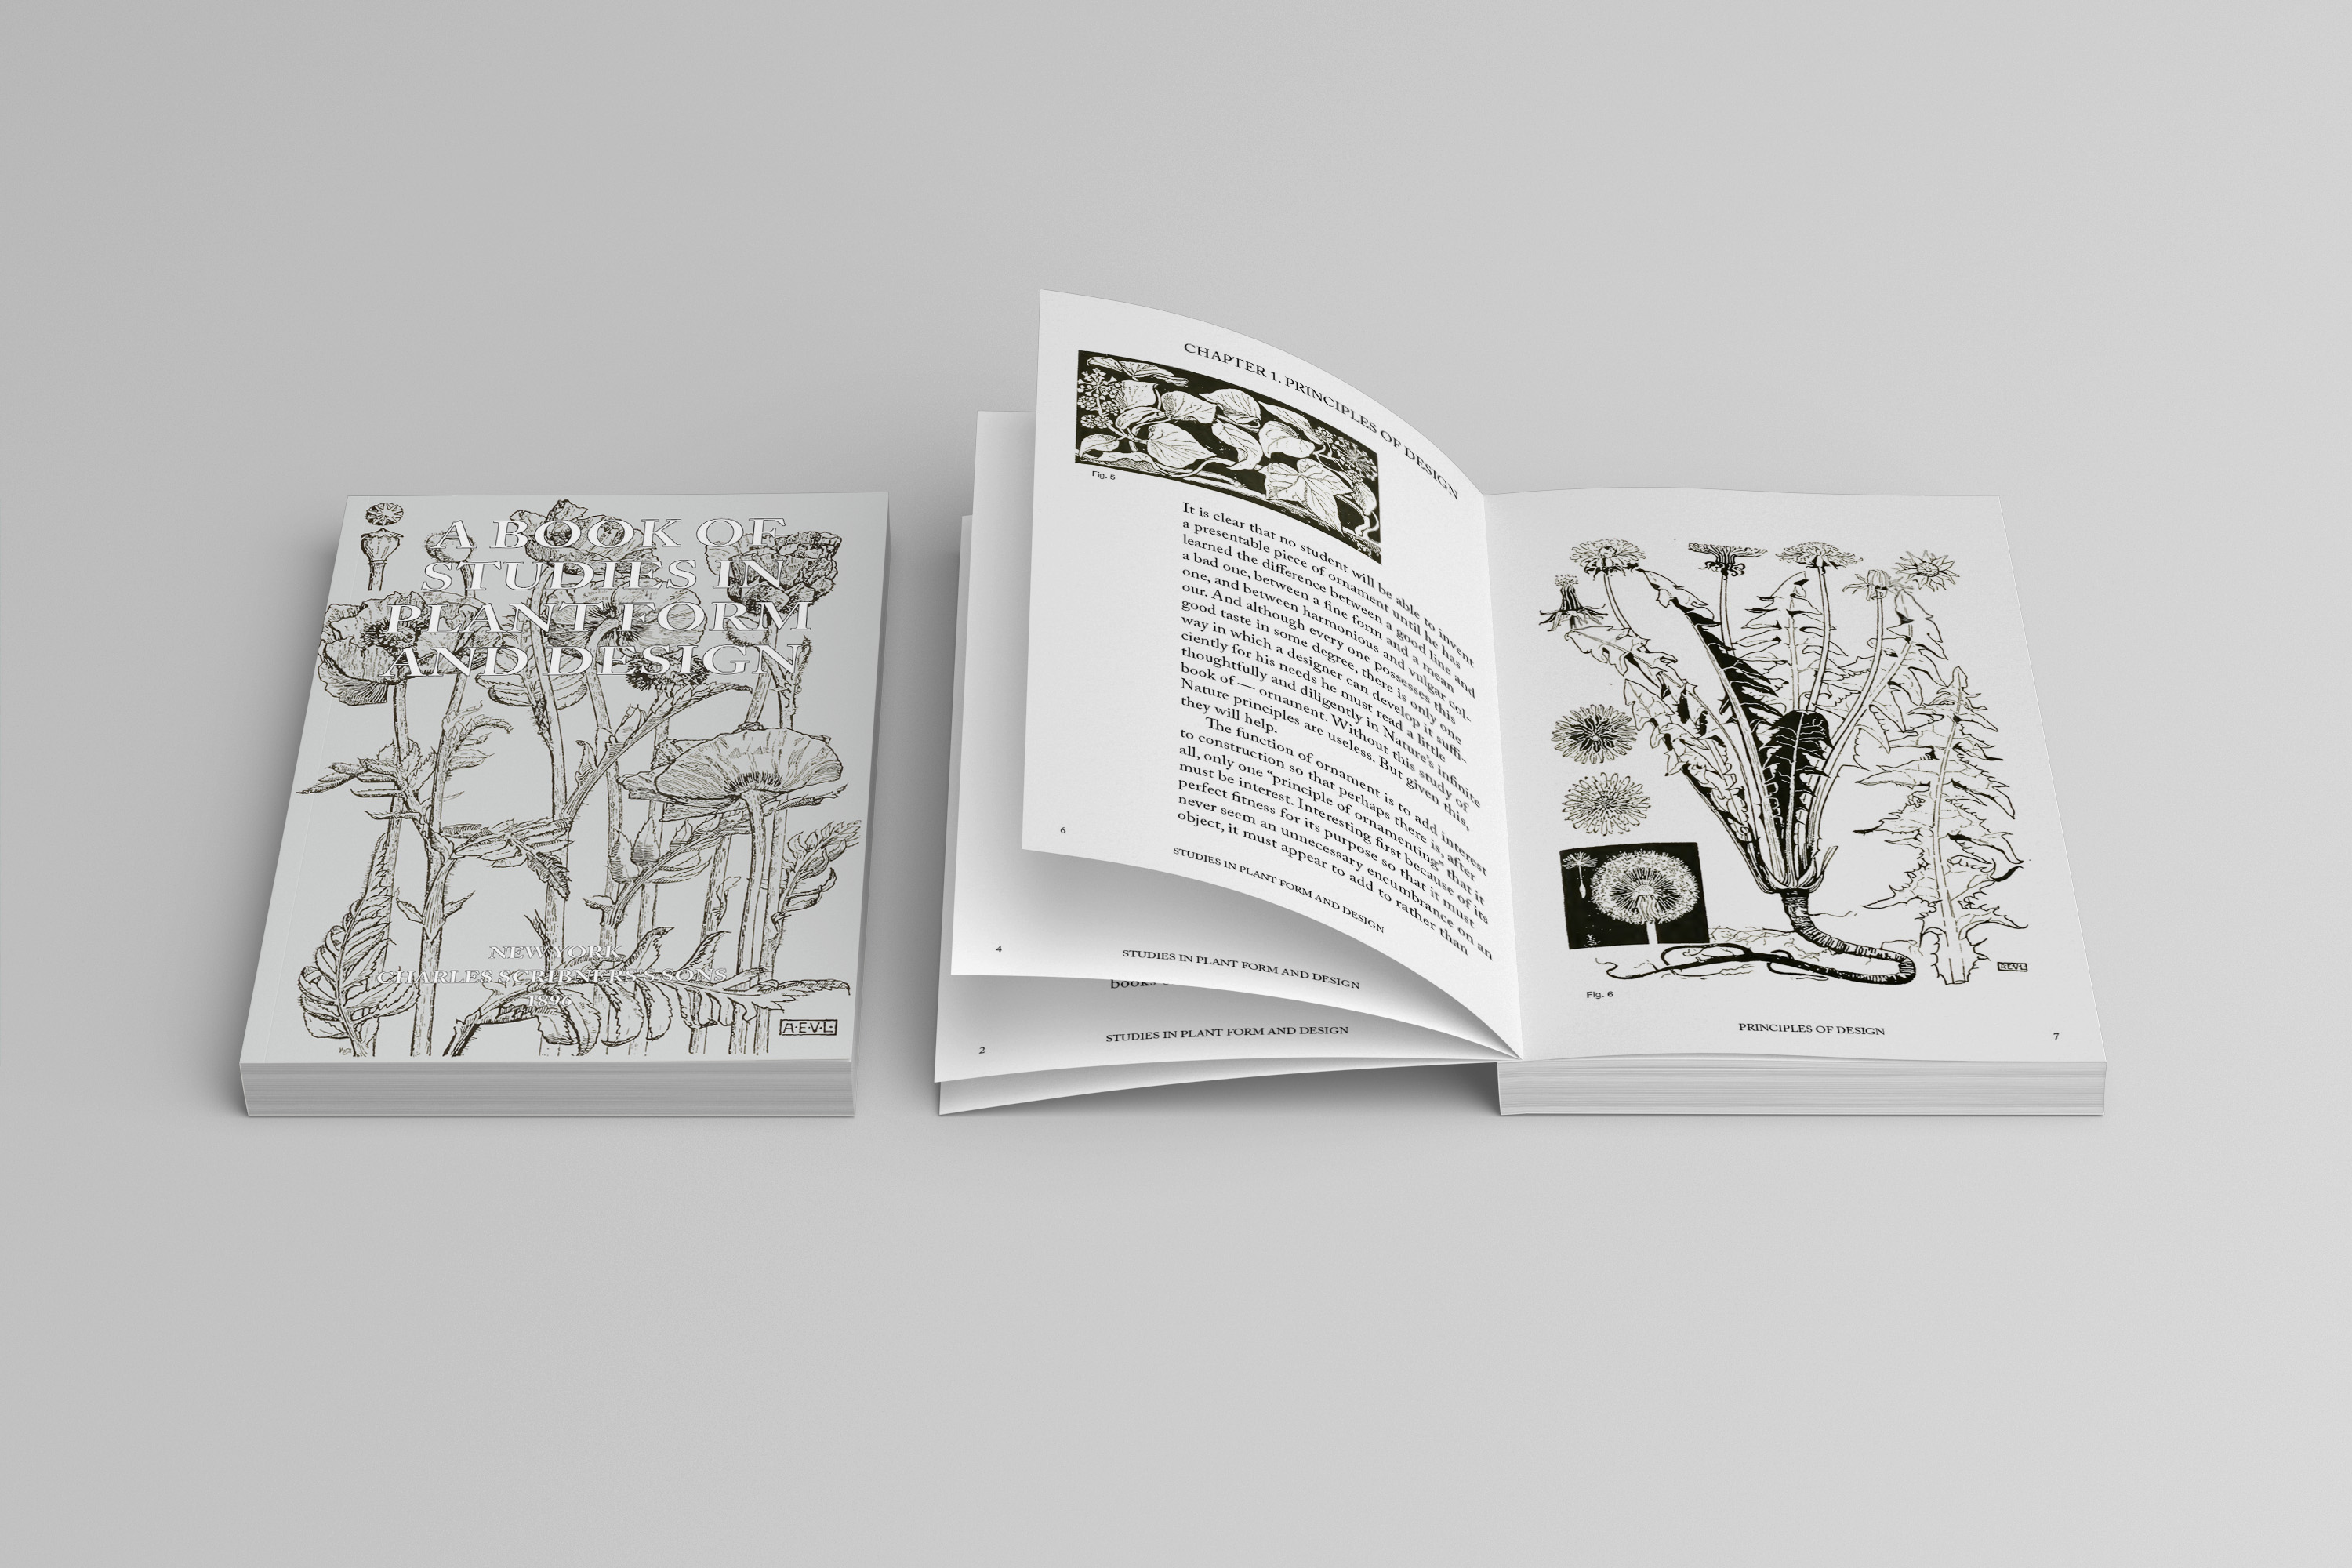 A BOOK OF
STUDIES IN
PLANT FORM
AND DESIGN
NEW YORK
CHARLES SCRIBNER'S SONS
1896
A·E·V·L·
CHAPTER 1. PRINCIPLES OF DESIGN
Fig. 5
It is clear that no student will be able to invent
a presentable piece of ornament until he has
learned the difference between a good line and
a bad one, between a fine form and a mean
one, and between harmonious and vulgar col-
our. And although every one possesses this
good taste in some degree, there is only one
way in which a designer can develop it suffi-
ciently for his needs he must read a little
thoughtfully and diligently in Nature's infinite
book of — ornament. Without this study of
Nature principles are useless. But given this,
they will help.
The function of ornament is to add interest
to construction so that perhaps there is, after
all, only one “principle of ornamenting”, that it
must be interest. Interesting first because of its
perfect fitness for its purpose so that it must
never seem an unnecessary encumbrance on an
object, it must appear to add to rather than
6
STUDIES IN PLANT FORM AND DESIGN
4
STUDIES IN PLANT FORM AND DESIGN
books
2
STUDIES IN PLANT FORM AND DESIGN
A·E·V·L
Fig. 6
PRINCIPLES OF DESIGN
7